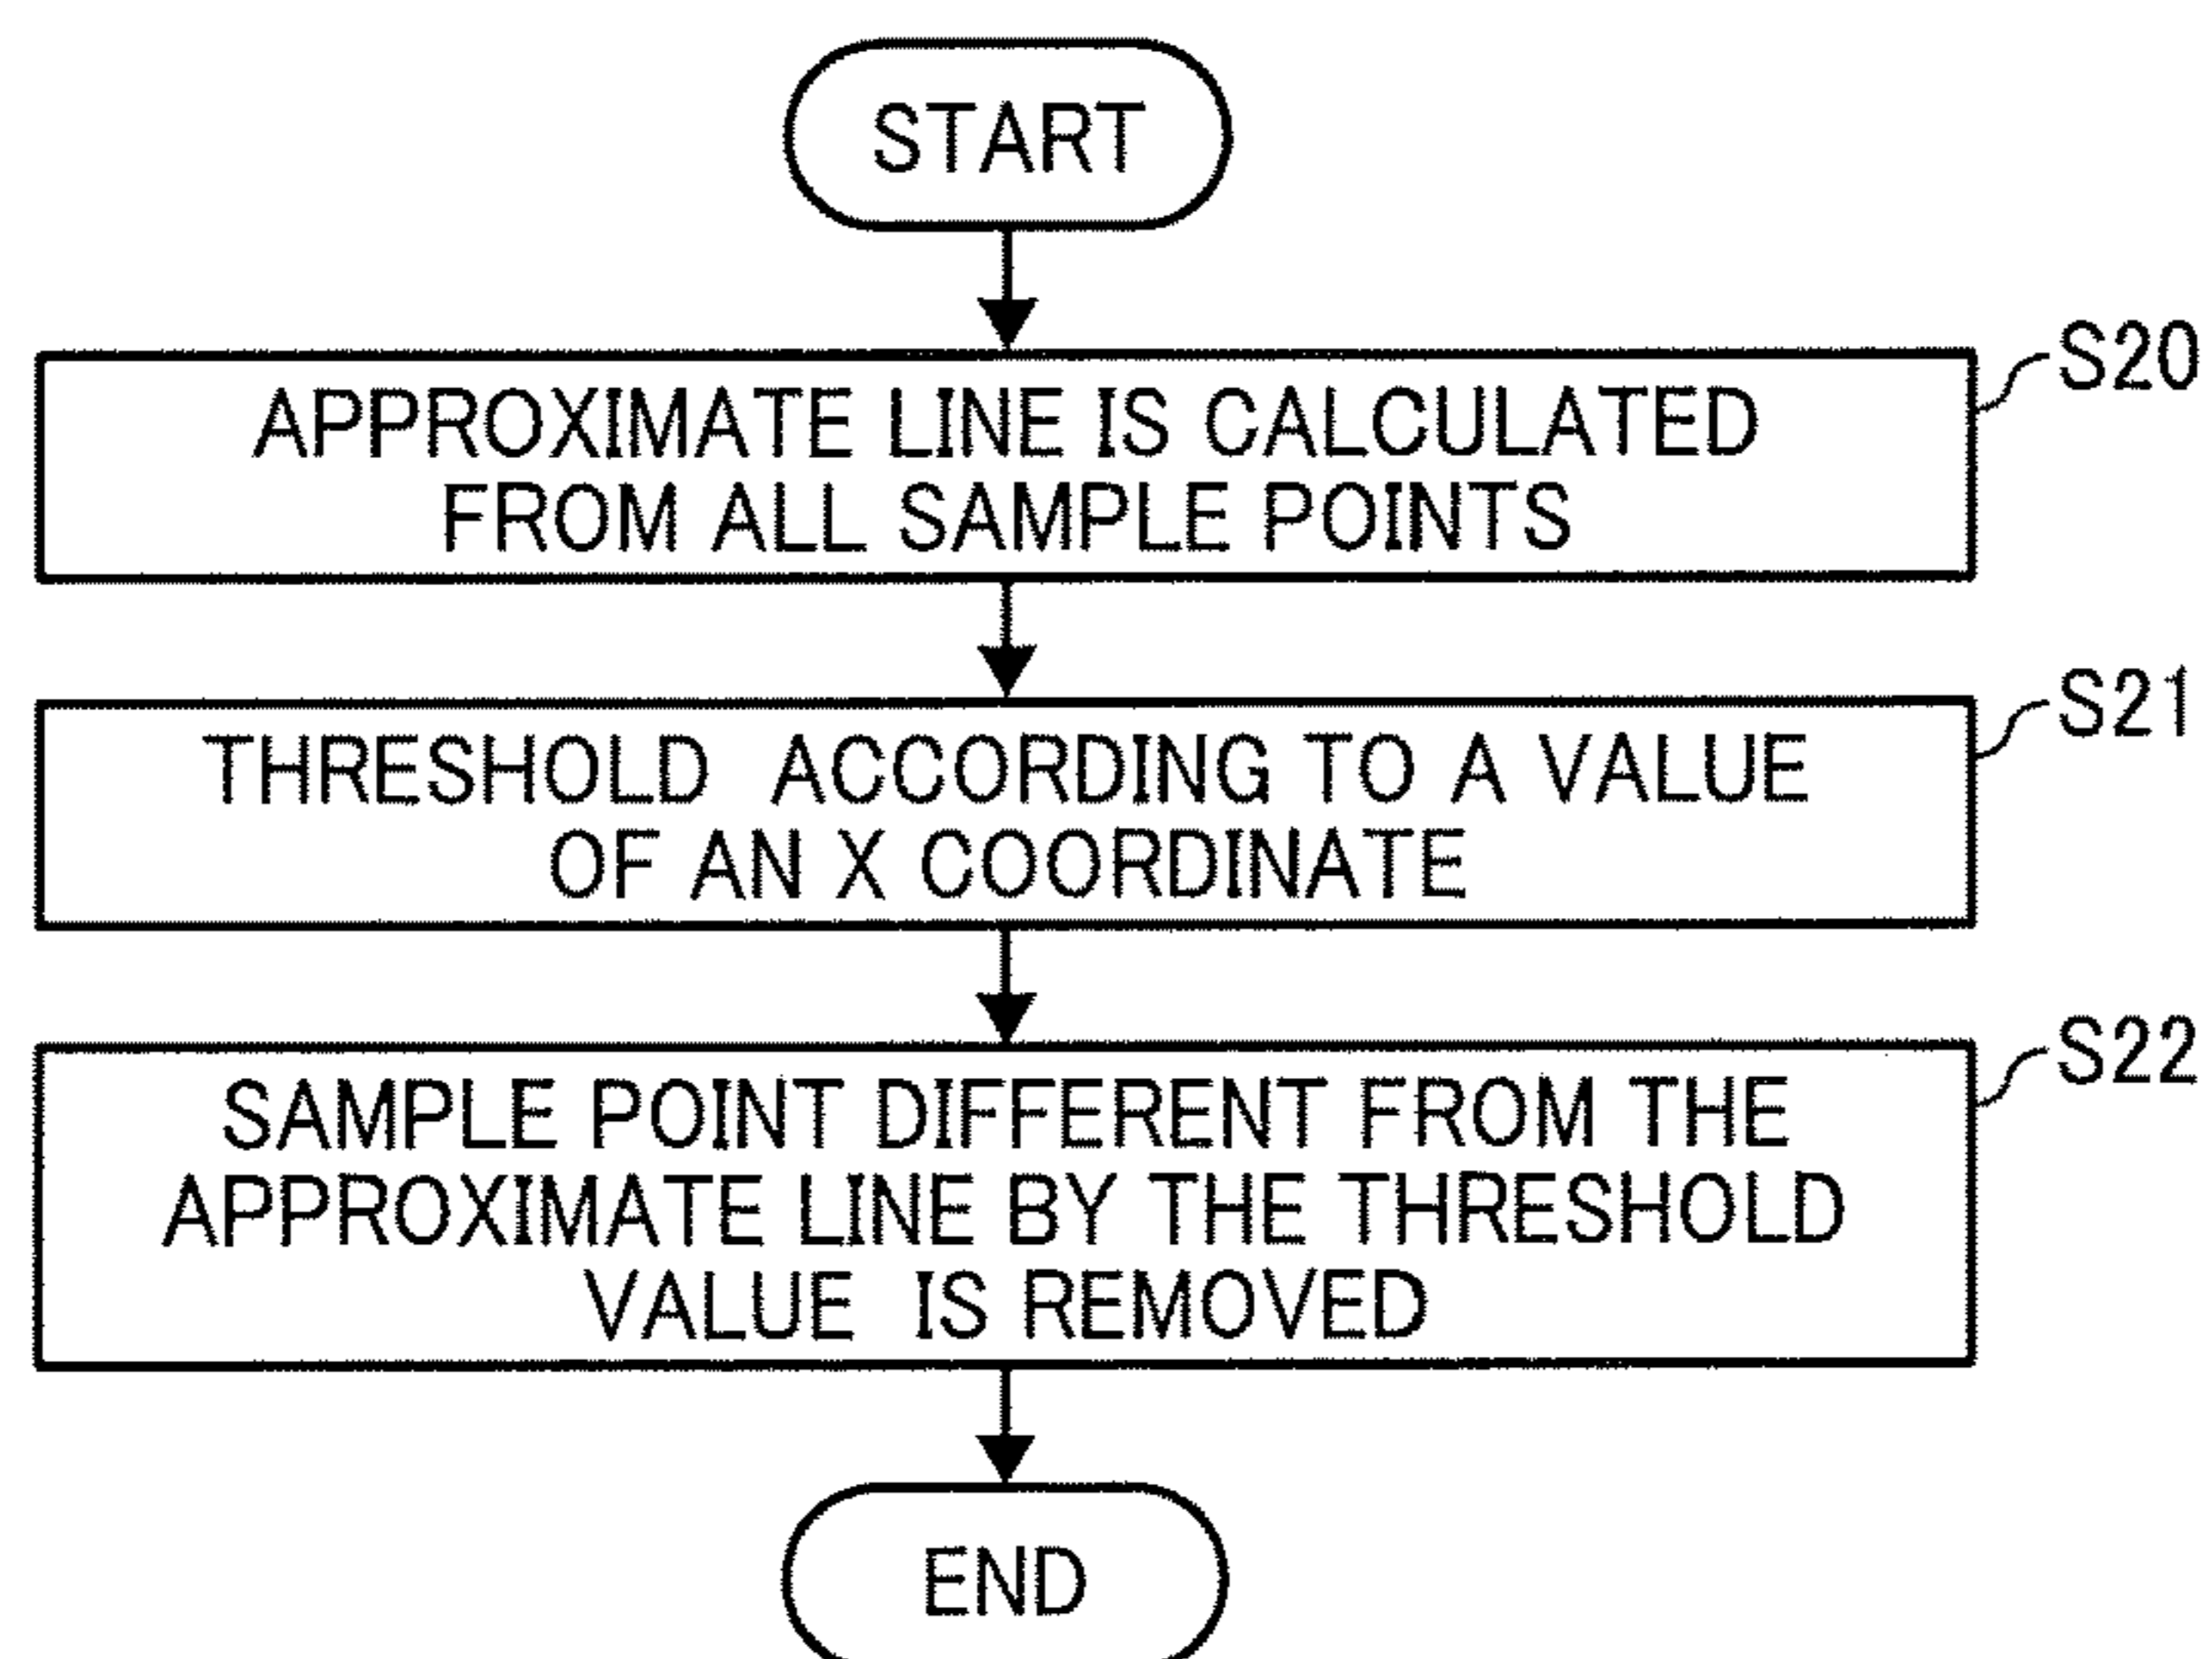 START
S20
APPROXIMATE LINE IS CALCULATED
FROM ALL SAMPLE POINTS
S21
THRESHOLD ACCORDING TO A VALUE
OF AN X COORDINATE
S22
SAMPLE POINT DIFFERENT FROM THE
APPROXIMATE LINE BY THE THRESHOLD
VALUE IS REMOVED
END